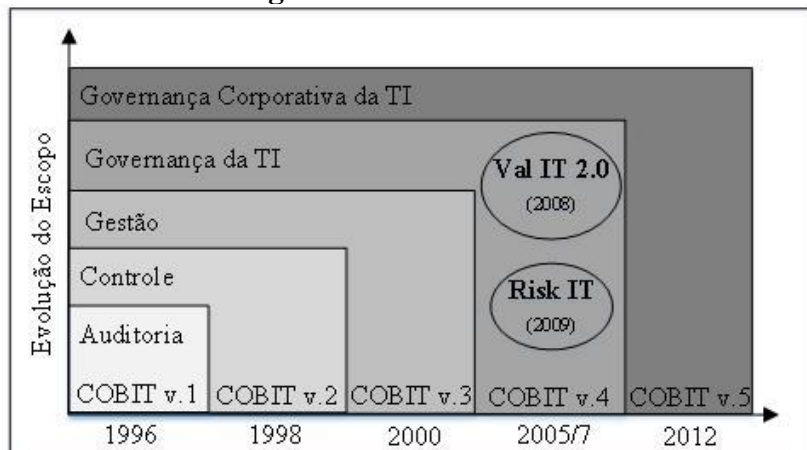 Governança Corporativa da TI
Governança da TI
Val IT 2.0
(2008)
Gestão
Controle
Risk IT
(2009)
Auditoria
COBIT v.1 COBIT v.2 COBIT v.3 COBIT v.4 COBIT v.5
1996 1998 2000 2005/7 2012
Evolução do Escopo